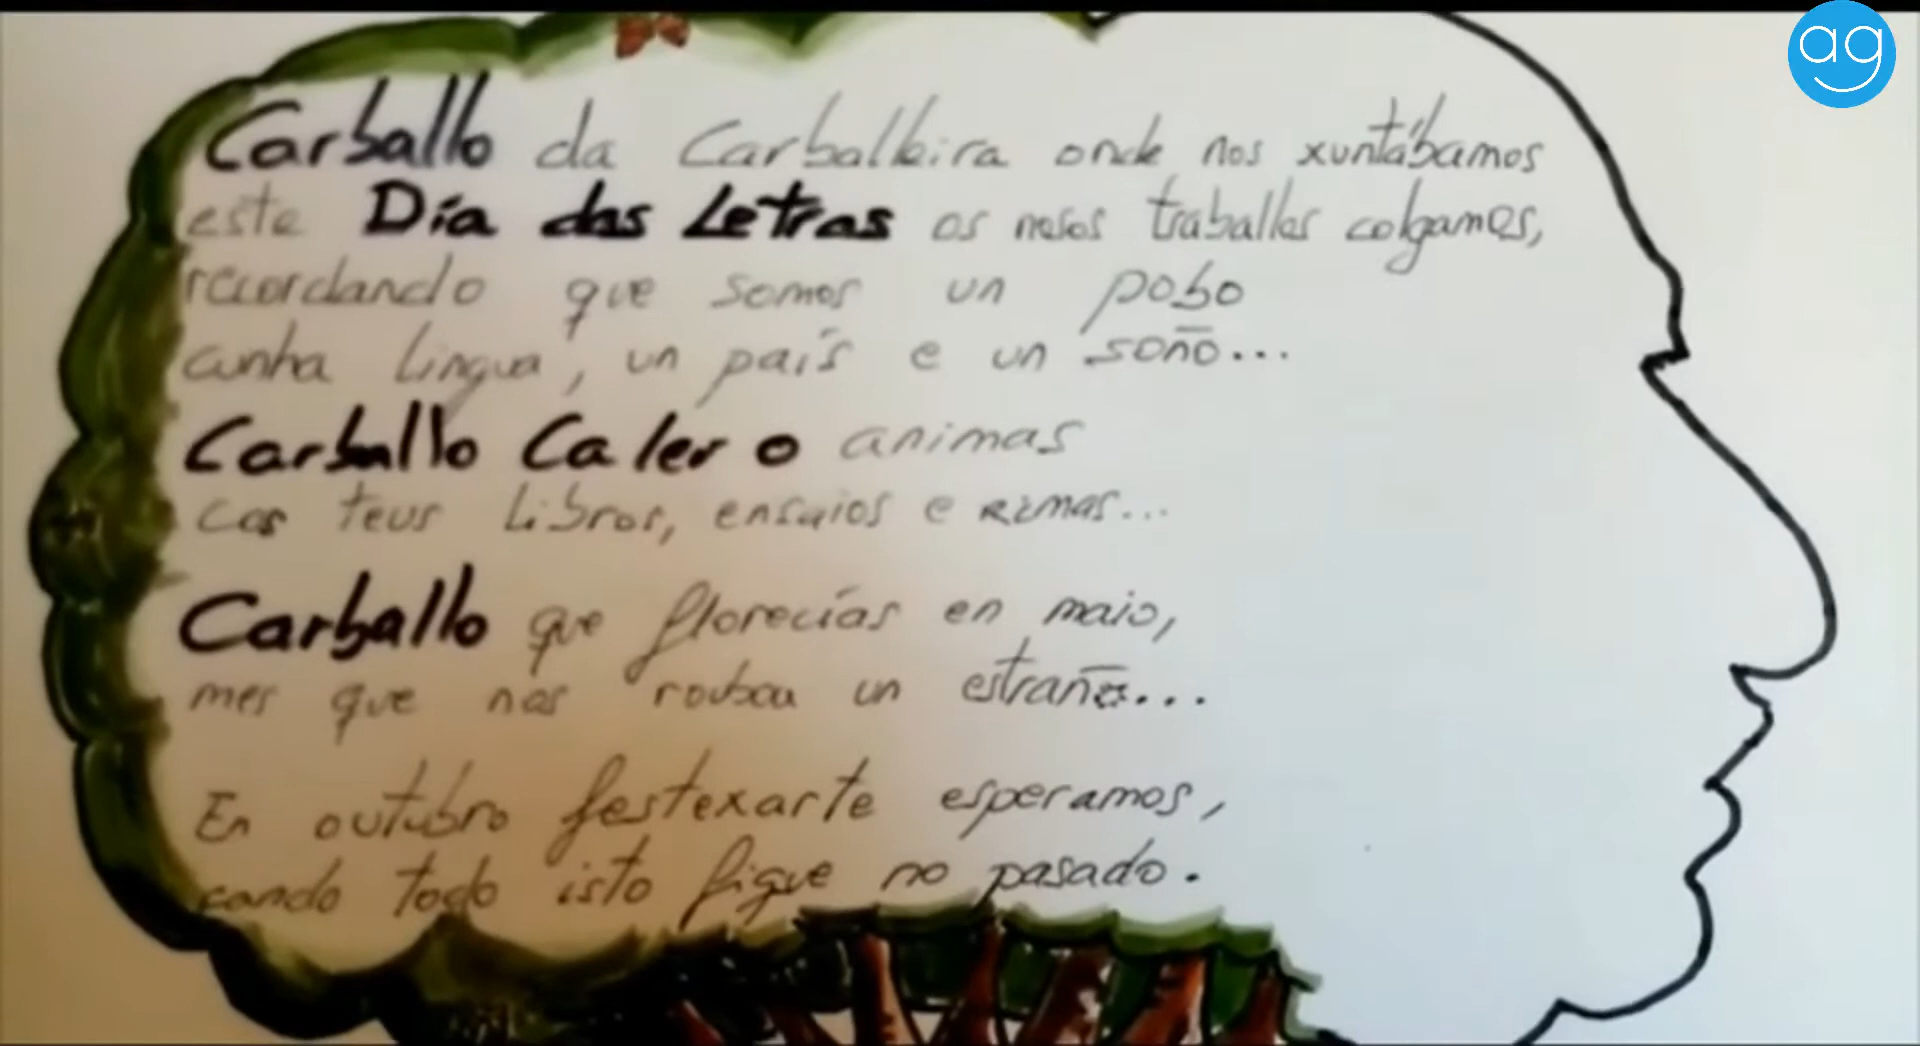 ag
Carballo da Carballeira onde nos xuntábamos
este Día das Letras os nosos traballos colgamos,
recordando que somos un pobo
cunha lingua, un país e un soño...
Carballo Calero animas
cos teus libros, ensaios e rimas...
Carballo que florecías en maio,
mes que nos roubou un estraño...
En outubro festexarte esperamos,
cando todo isto fique no pasado.